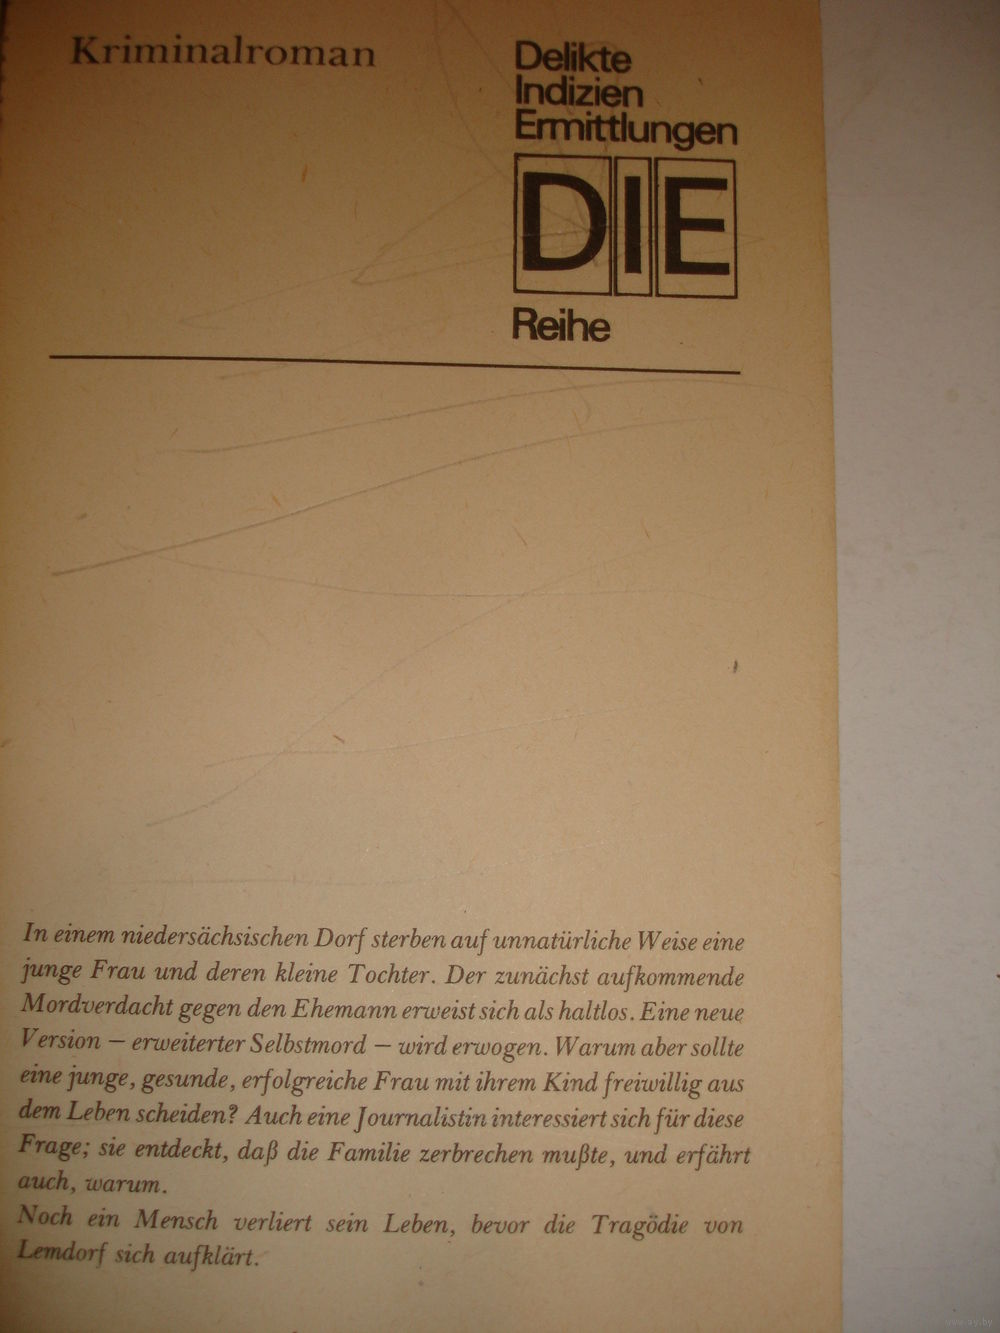 Kriminalroman
Delikte
Indizien
Ermittlungen
DIE
Reihe
In einem niedersächsischen Dorf sterben auf unnatürliche Weise eine
junge Frau und deren kleine Tochter. Der zunächst aufkommende
Mordverdacht gegen den Ehemann erweist sich als haltlos. Eine neue
Version — erweiterter Selbstmord — wird erwogen. Warum aber sollte
eine junge, gesunde, erfolgreiche Frau mit ihrem Kind freiwillig aus
dem Leben scheiden? Auch eine Journalistin interessiert sich für diese
Frage; sie entdeckt, daß die Familie zerbrechen mußte, und erfährt
auch, warum.
Noch ein Mensch verliert sein Leben, bevor die Tragödie von
Lemdorf sich aufklärt.
www.ay.by